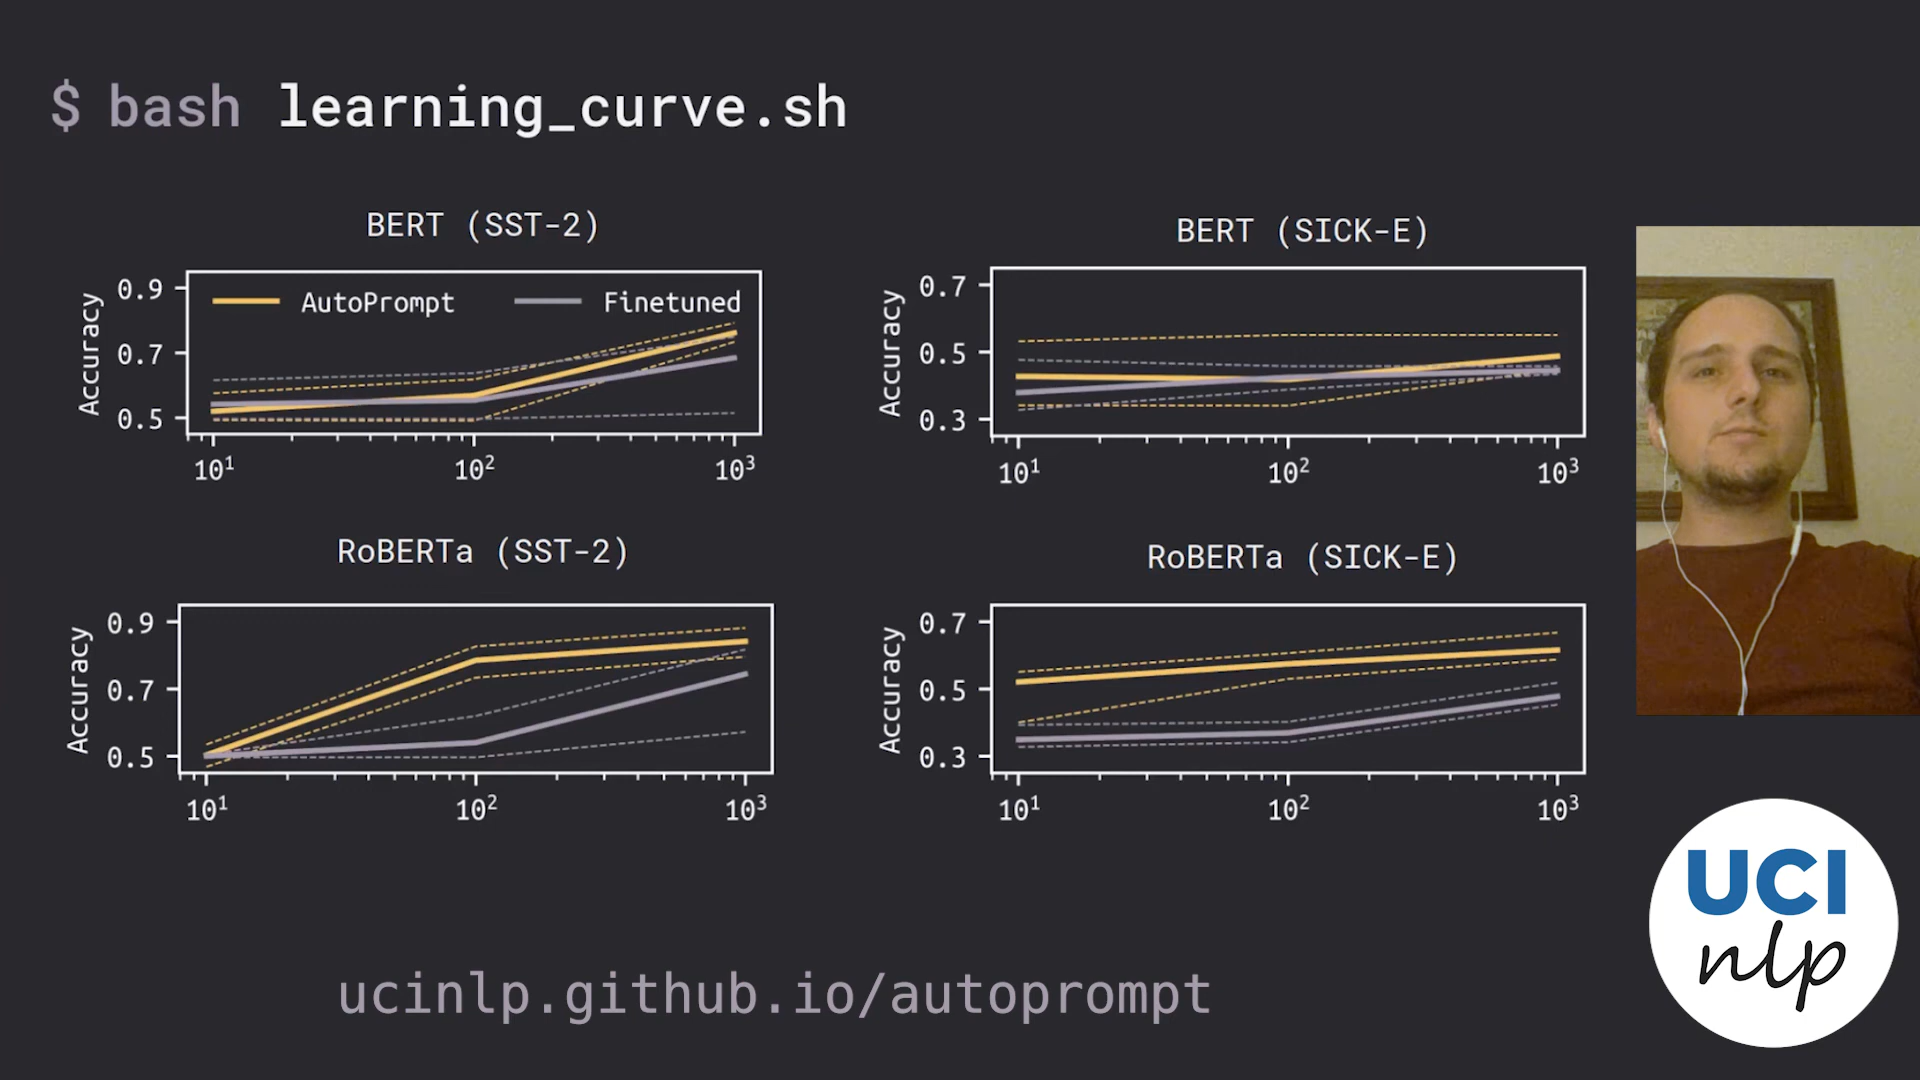 $ bash learning_curve.sh
BERT (SST-2)
Accuracy
0.9
0.7
0.5
AutoPrompt
Finetuned
10¹
10²
10³
BERT (SICK-E)
Accuracy
0.7
0.5
0.3
10¹
10²
10³
RoBERTa (SST-2)
Accuracy
0.9
0.7
0.5
10¹
10²
10³
RoBERTa (SICK-E)
Accuracy
0.7
0.5
0.3
10¹
10²
10³
UCI
nlp
ucinlp.github.io/autoprompt